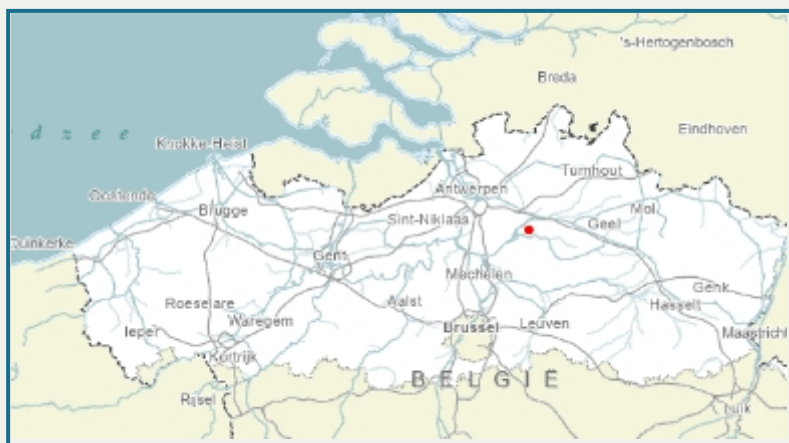 's-Hertogenbosch
Breda
d z e e
Eindhoven
Knokke-Heist
Turnhout
Antwerpen
Oostende
Mol
Brugge
Sint-Niklaas
Geel
Duinkerke
Gent
Mechelen
Genk
Roeselare
Aalst
Hasselt
Waregem
Ieper
Brussel
Leuven
Maastricht
Kortrijk
BELGIË
Rijsel
Luik